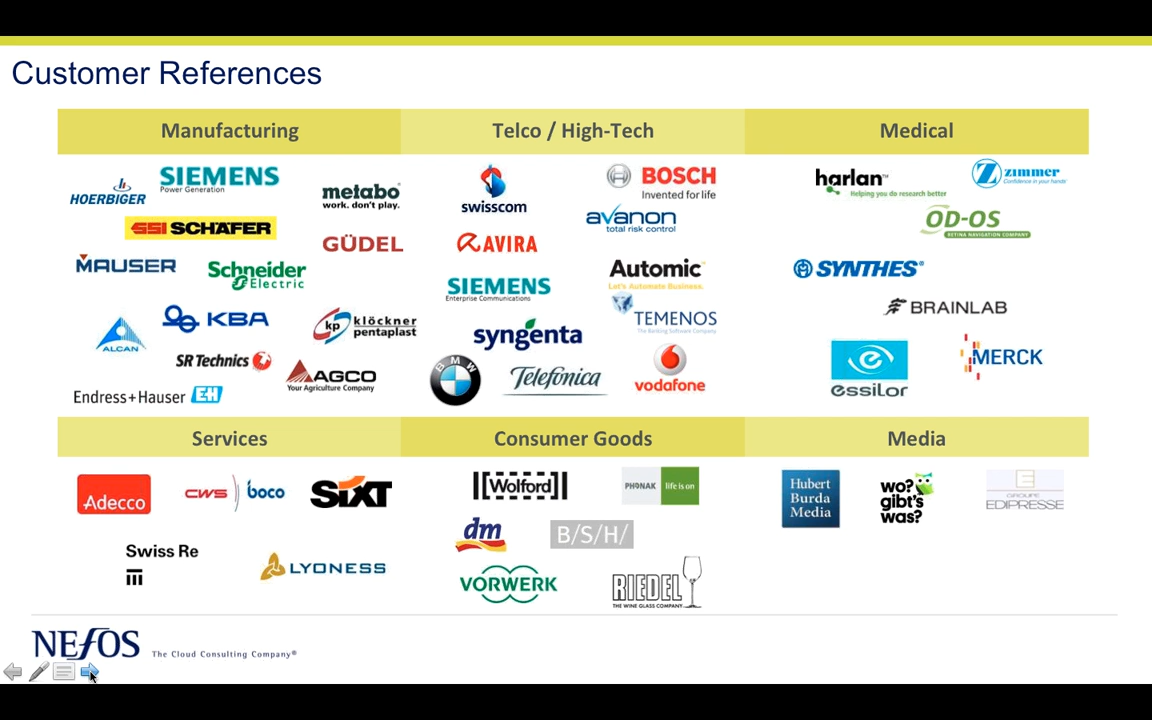 Customer References
Manufacturing
Telco / High-Tech
Medical
HOERBIGER
SIEMENS
Power Generation
metabo
work. don't play.
SSI SCHÄFER
GÜDEL
MAUSER
Schneider
Electric
KBA
ALCAN
kp klöckner
pentaplast
SR Technics
AGCO
Your Agriculture Company
Endress+Hauser EH
swisscom
BOSCH
Invented for life
avanon
total risk control
AVIRA
SIEMENS
Enterprise Communications
Automic™
Let's Automate Business.
TEMENOS
The Banking Software Company
syngenta
BMW
Telefónica
vodafone
harlan™
Helping you do research better
Z zimmer
Confidence in your hands®
OD-OS
RETINA NAVIGATION COMPANY
SYNTHES®
BRAINLAB
essilor
MERCK
Services
Consumer Goods
Media
Adecco
CWS boco
SIXT
Swiss Re
LYONESS
[Wolford]
PHONAK life is on
dm
B/S/H/
VORWERK
RIEDEL
THE WINE GLASS COMPANY
Hubert
Burda
Media
wo?
gibt's
was?
E
GROUPE
EDIPRESSE
NEfOS The Cloud Consulting Company®